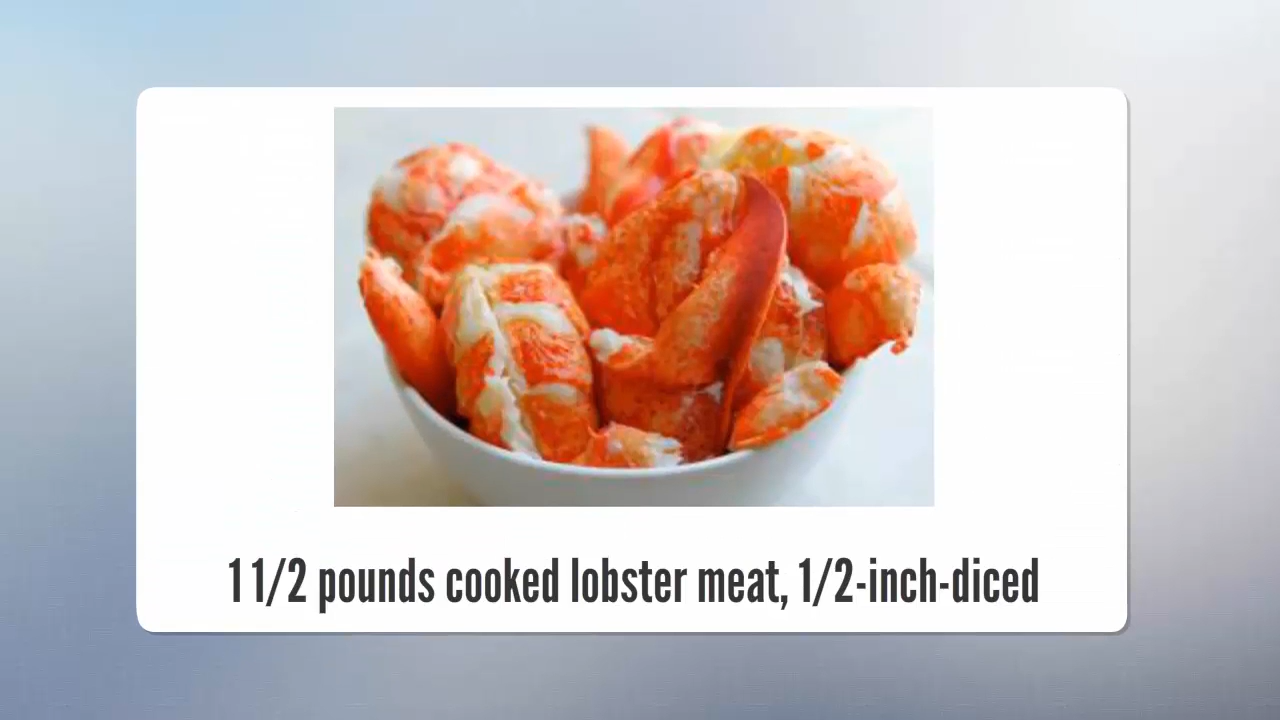 1 1/2 pounds cooked lobster meat, 1/2-inch-diced